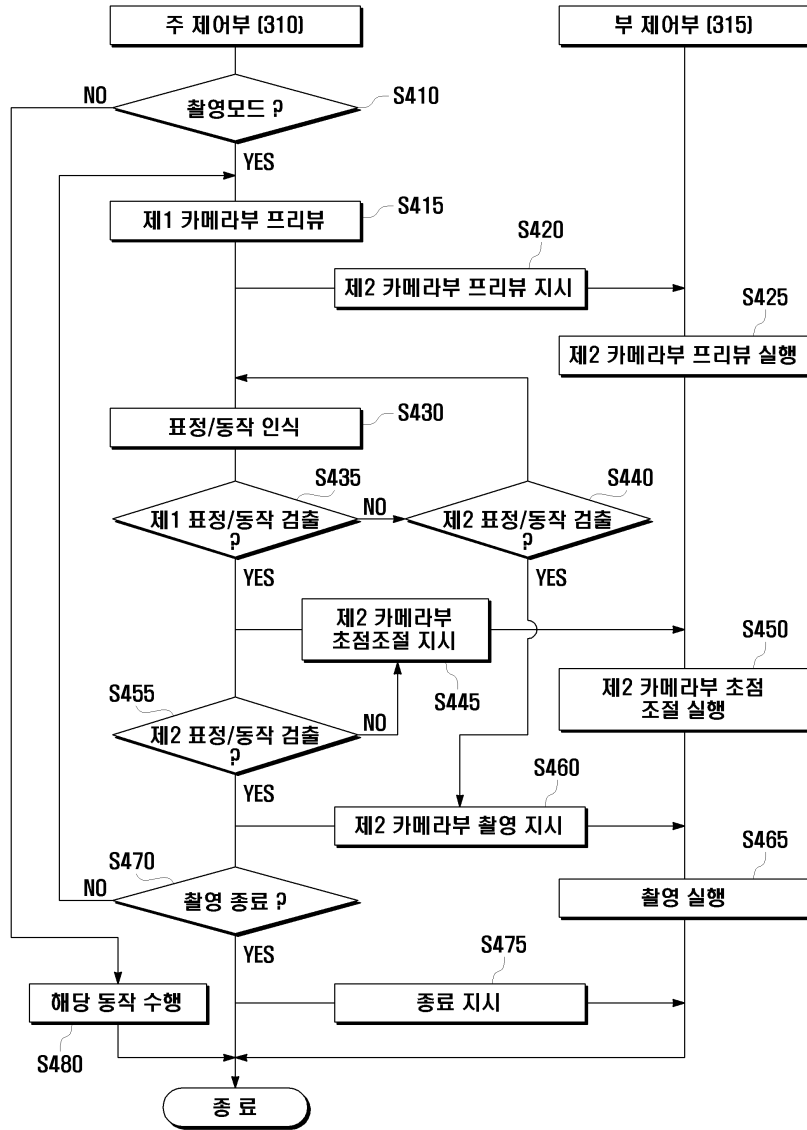 주 제어부 (310)
부 제어부 (315)
NO
촬영모드 ?
S410
YES
제1 카메라부 프리뷰
S415
S420
제2 카메라부 프리뷰 지시
S425
제2 카메라부 프리뷰 실행
표정/동작 인식
S430
S435
제1 표정/동작 검출
?
NO
S440
제2 표정/동작 검출
?
YES
YES
제2 카메라부
초점조절 지시
S445
S450
제2 카메라부 초점
조절 실행
S455
제2 표정/동작 검출
?
NO
YES
S460
제2 카메라부 촬영 지시
S465
촬영 실행
S470
NO
촬영 종료 ?
YES
S475
종료 지시
해당 동작 수행
S480
종 료